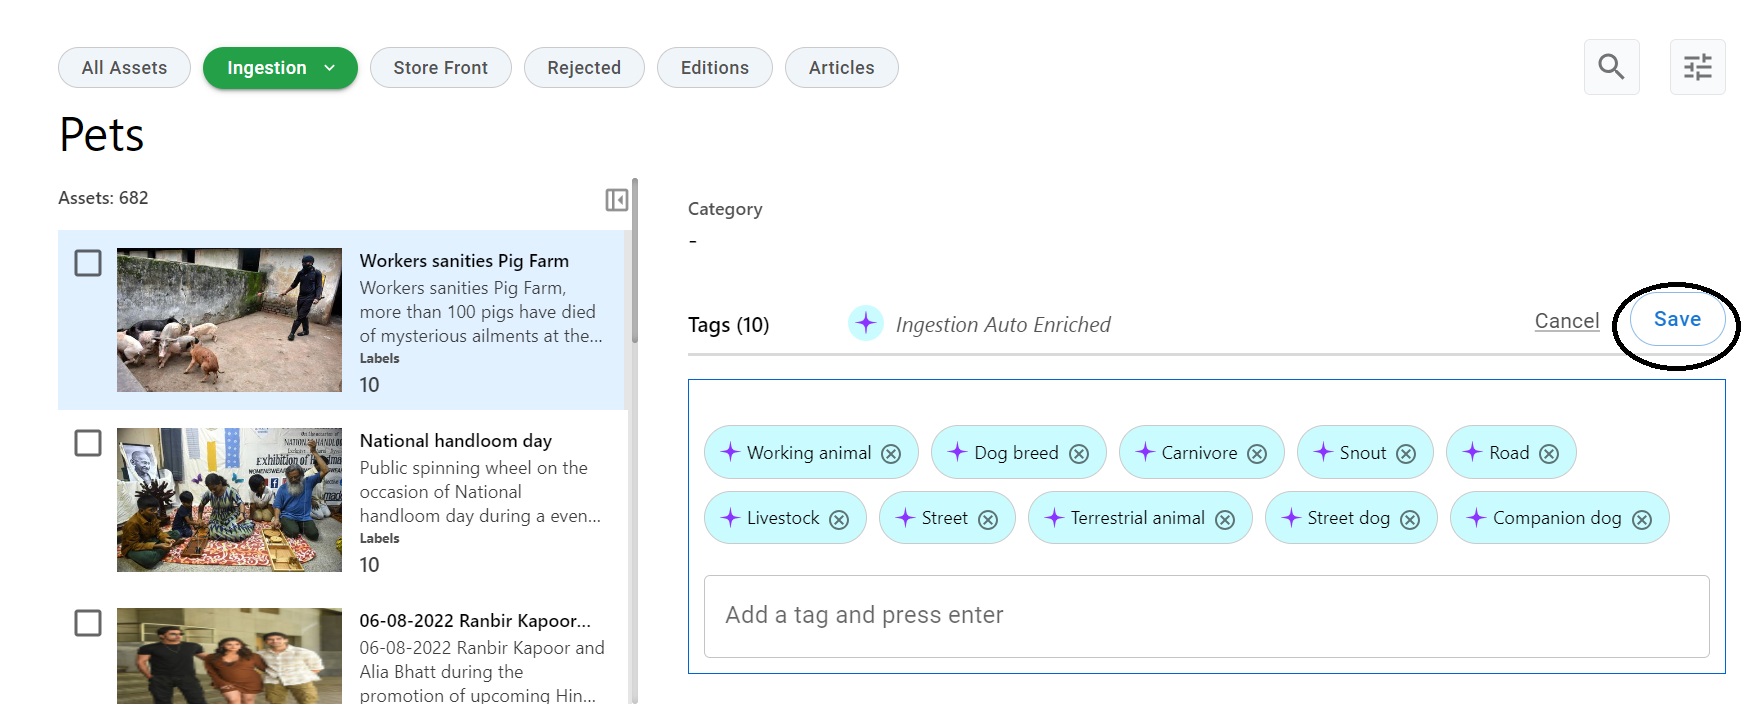 All Assets Ingestion Store Front Rejected Editions Articles
Pets
Assets: 682
Workers sanities Pig Farm
Workers sanities Pig Farm,
more than 100 pigs have died
of mysterious ailments at the...
Labels
10
National handloom day
Public spinning wheel on the
occasion of National
handloom day during a even...
Labels
10
06-08-2022 Ranbir Kapoor...
06-08-2022 Ranbir Kapoor and
Alia Bhatt during the
promotion of upcoming Hin...
Category
-
Tags (10) Ingestion Auto Enriched Cancel Save
Working animal Dog breed Carnivore Snout Road
Livestock Street Terrestrial animal Street dog Companion dog
Add a tag and press enter